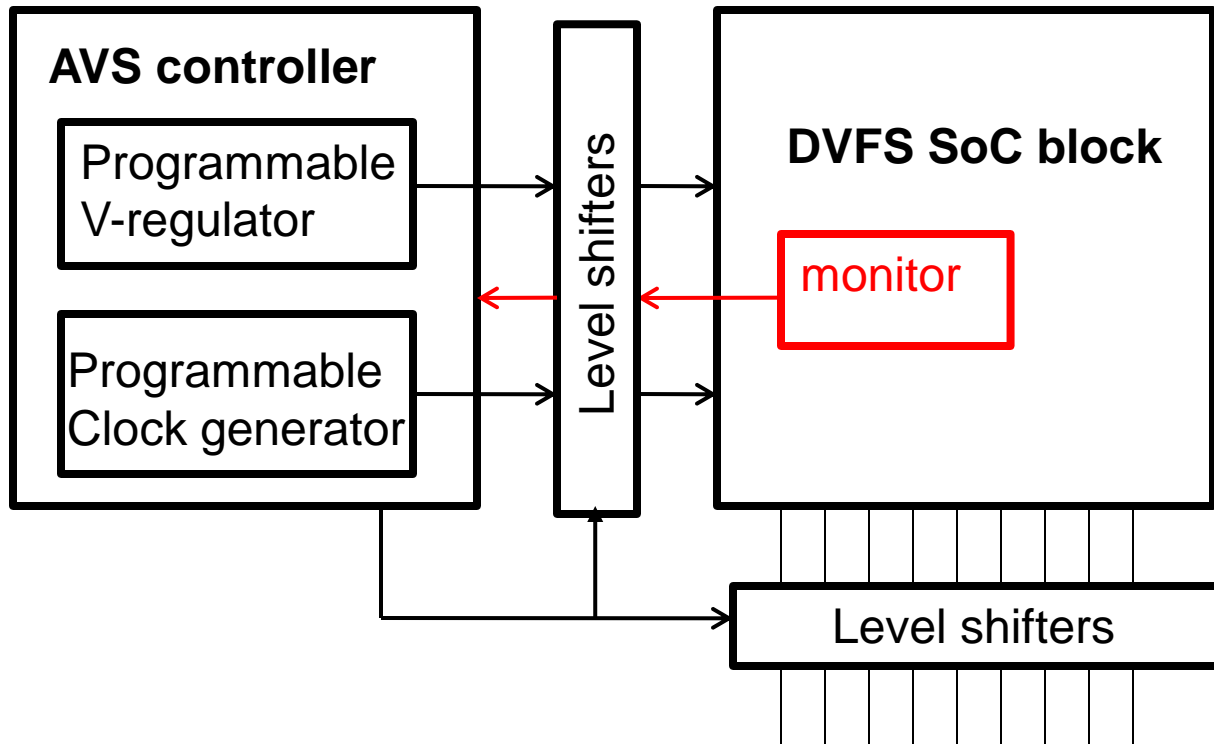 AVS controller
Programmable
V-regulator
Programmable
Clock generator
Level shifters
DVFS SoC block
monitor
Level shifters